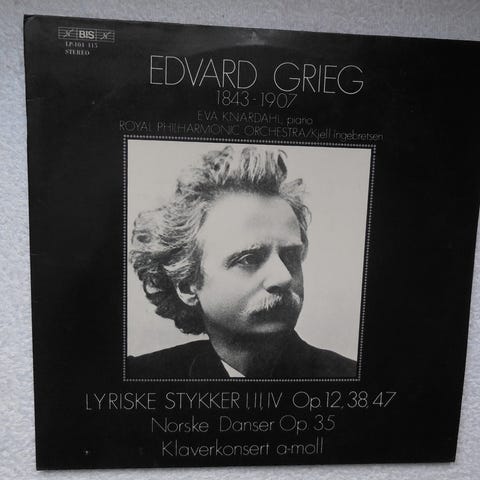 BIS
LP-104 115
STEREO
EDVARD GRIEG
1843-1907
EVA KNARDAHL, piano
ROYAL PHILHARMONIC ORCHESTRA/Kjell Ingebretsen
LYRISKE STYKKER I, II, IV Op. 12, 38, 47
Norske Danser Op. 35
Klaverkonsert a-moll